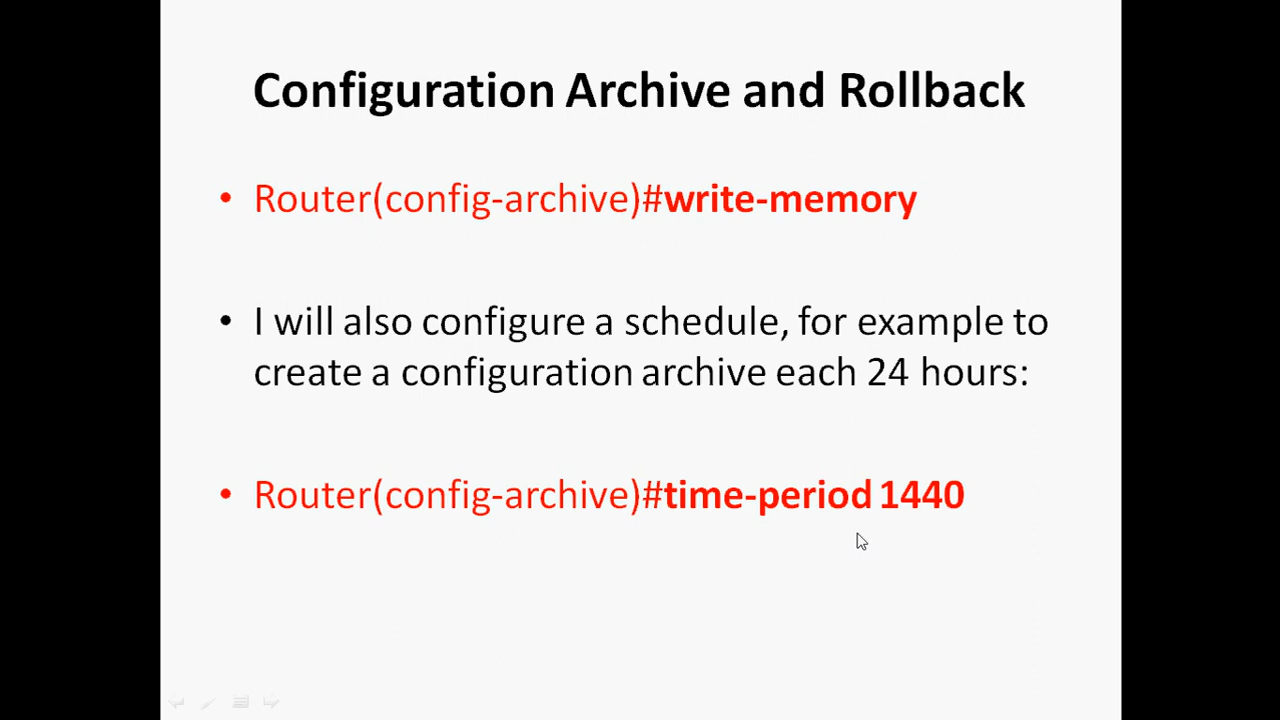 Configuration Archive and Rollback
• Router(config-archive)#write-memory
• I will also configure a schedule, for example to
create a configuration archive each 24 hours:
• Router(config-archive)#time-period 1440